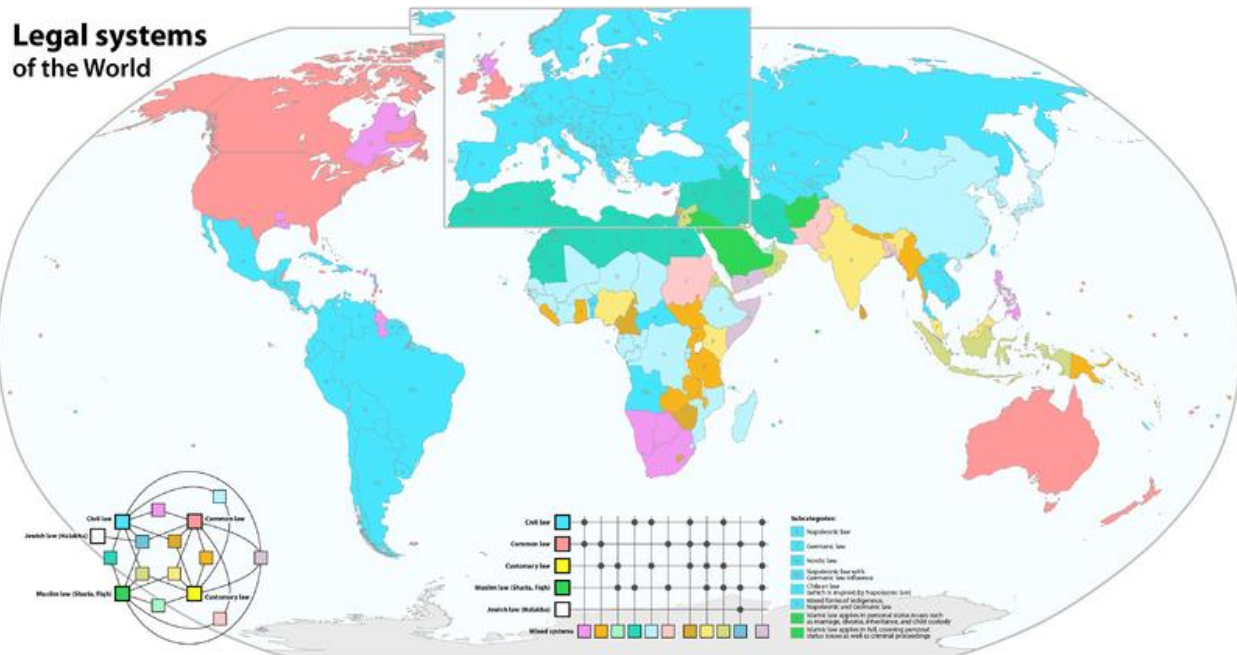 Legal systems
of the World
Civil law
Common law
Jewish law (Halakha)
Muslim law (Sharia, Fiqh)
Customary law
Civil law
Common law
Customary law
Muslim law (Sharia, Fiqh)
Jewish law (Halakha)
Mixed systems
Subcategories:
Napoleonic law
Germanic law
Nordic law
Napoleonic law with
Germanic law influence
Chilean law
(which is inspired by Napoleonic law)
Mixed forms of indigenous,
Napoleonic and Germanic law
Islamic law applies in personal status issues such
as marriage, divorce, inheritance, and child custody
Islamic law applies in full, covering personal
status issues as well as criminal proceedings